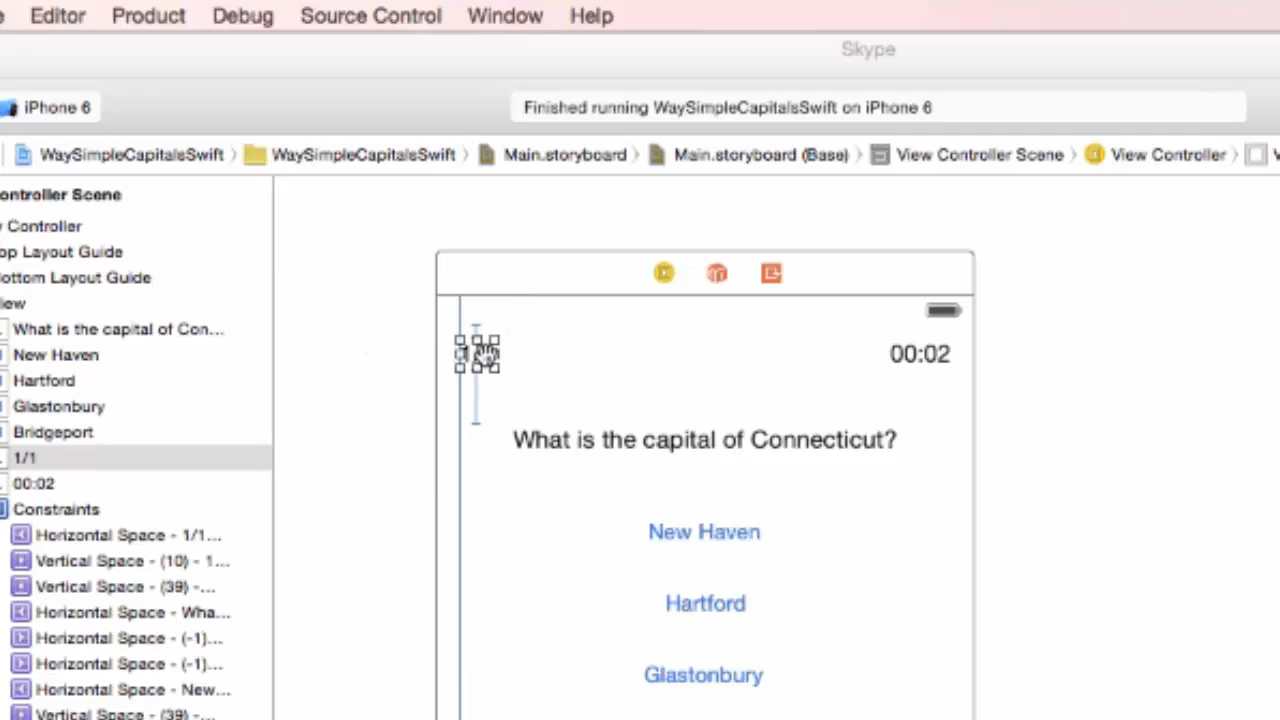 Editor Product Debug Source Control Window Help
Skype
iPhone 6
Finished running WaySimpleCapitalsSwift on iPhone 6
WaySimpleCapitalsSwift WaySimpleCapitalsSwift Main.storyboard Main.storyboard (Base) View Controller Scene View Controller
ontroller Scene
Controller
op Layout Guide
ottom Layout Guide
iew
What is the capital of Con...
New Haven
Hartford
Glastonbury
Bridgeport
1/1
00:02
Constraints
Horizontal Space - 1/1...
Vertical Space - (10) - 1...
Vertical Space - (39) -...
Horizontal Space - Wha...
Horizontal Space - (-1)...
Horizontal Space - (-1)...
Horizontal Space - New...
Vertical Space - (39) -...
00:02
What is the capital of Connecticut?
New Haven
Hartford
Glastonbury